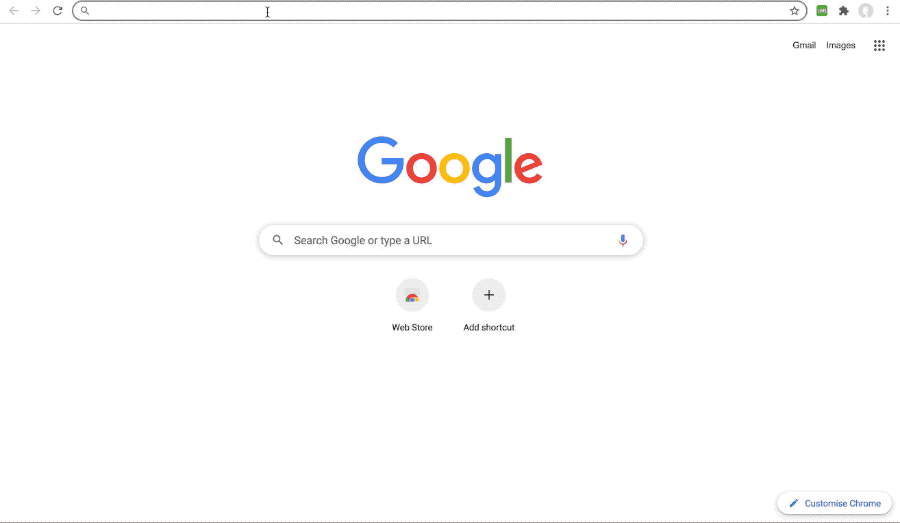 Gmail Images
Google
Search Google or type a URL
Web Store
Add shortcut
Customise Chrome